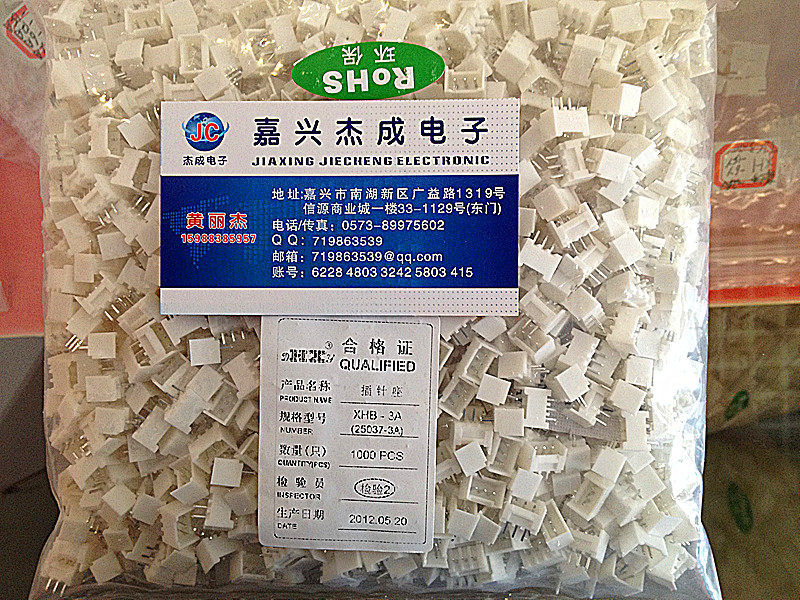 环保
RoHS
JC
杰成电子
嘉兴杰成电子
JIAXING JIECHENG ELECTRONIC
黄丽杰
15988385957
地址:嘉兴市南湖新区广益路1319号
信源商业城一楼33-1129号(东门)
电话/传真: 0573-89975602
Q Q: 719863539
邮箱: 719863539@qq.com
账号: 6228 4803 3242 5803 415
合格证
QUALIFIED
产品名称 插针座
PRODUCT NAME
规格型号 XHB-3A
NUMBER (25037-3A)
数量(只) 1000 PCS
QUANTITY(PCS)
检验员 检验2
INSPECTOR
生产日期 2012.05.20
DATE